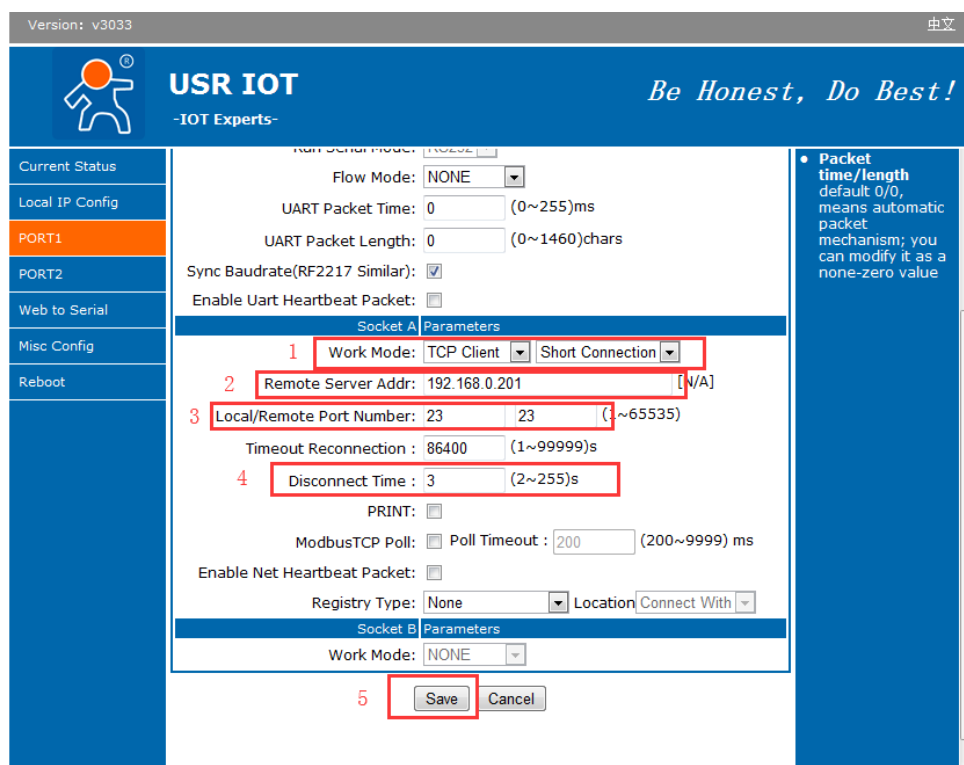 Version: v3033 中文
®
USR IOT
-IOT Experts-
Be Honest, Do Best!
Current Status
Local IP Config
PORT1
PORT2
Web to Serial
Misc Config
Reboot
Flow Mode: NONE
UART Packet Time: 0 (0~255)ms
UART Packet Length: 0 (0~1460)chars
Sync Baudrate(RF2217 Similar):
Enable Uart Heartbeat Packet:
Socket A Parameters
1 Work Mode: TCP Client Short Connection
2 Remote Server Addr: 192.168.0.201 [N/A]
3 Local/Remote Port Number: 23 23 (1~65535)
Timeout Reconnection : 86400 (1~99999)s
4 Disconnect Time : 3 (2~255)s
PRINT:
ModbusTCP Poll: Poll Timeout : 200 (200~9999) ms
Enable Net Heartbeat Packet:
Registry Type: None Location Connect With
Socket B Parameters
Work Mode: NONE
5 Save Cancel
Packet
time/length
default 0/0,
means automatic
packet
mechanism; you
can modify it as a
none-zero value